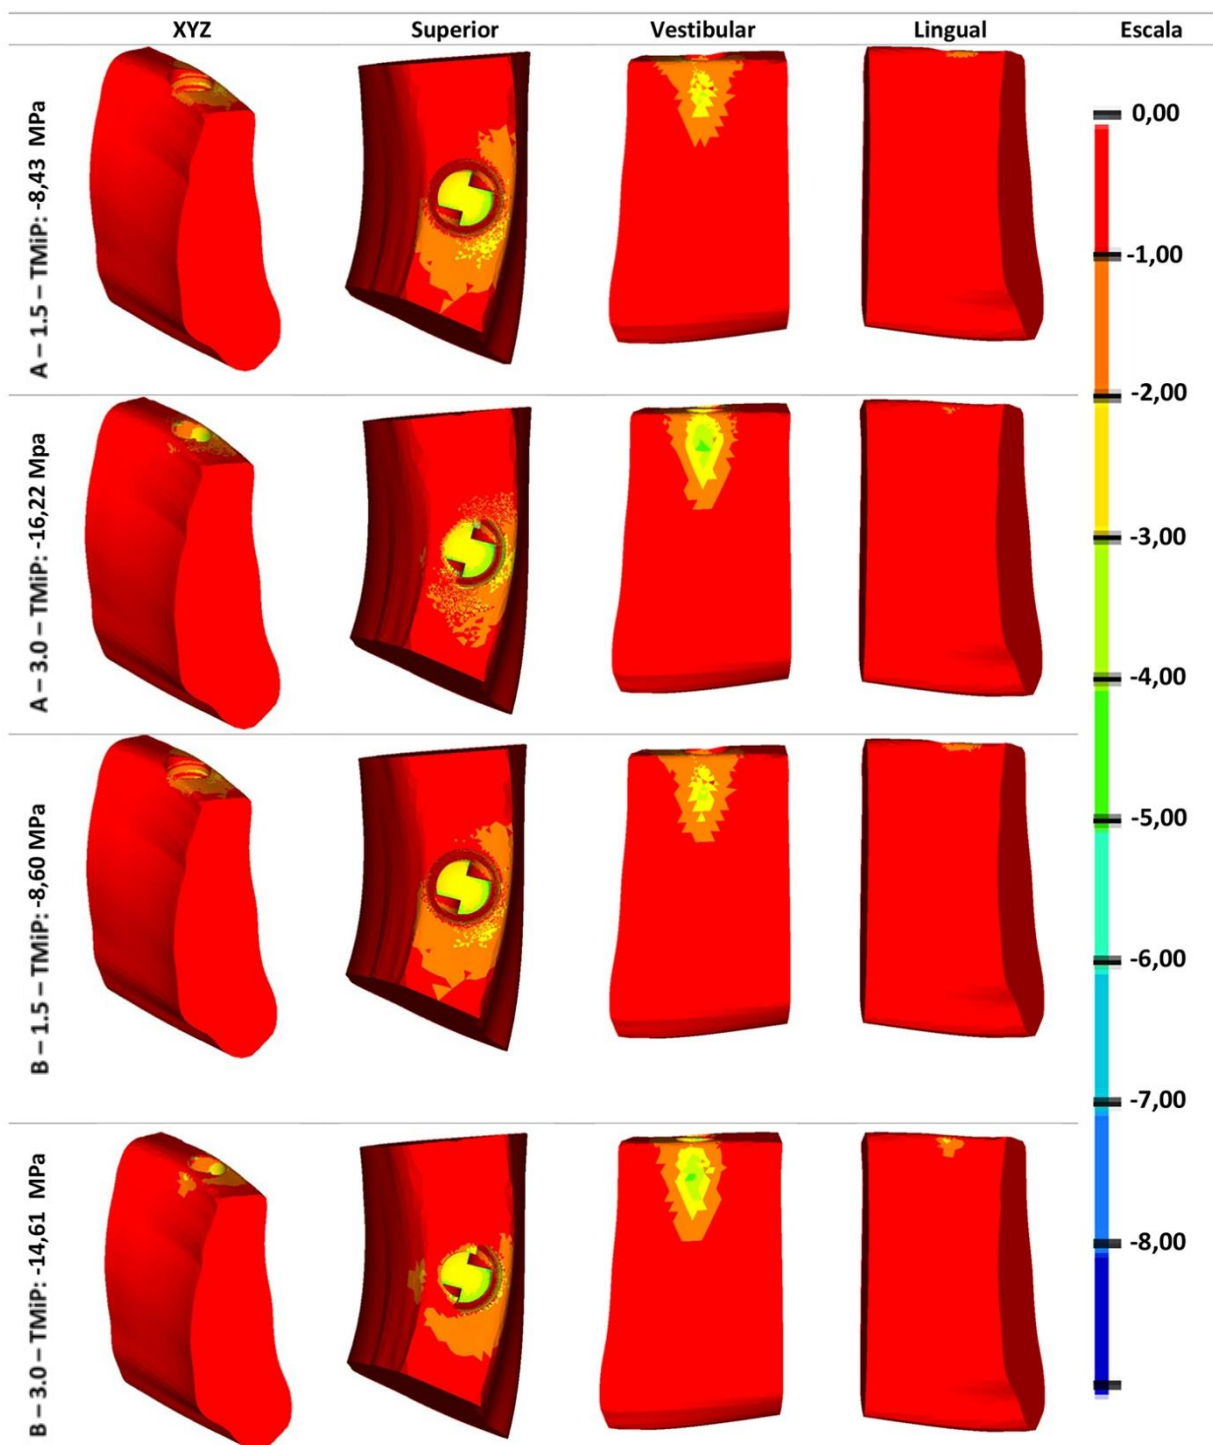 XYZ Superior Vestibular Lingual Escala
A – 1.5 – TMiP: -8,43 MPa
A – 3.0 – TMiP: -16,22 Mpa
B – 1.5 – TMiP: -8,60 MPa
B – 3.0 – TMiP: -14,61 MPa
0,00
-1,00
-2,00
-3,00
-4,00
-5,00
-6,00
-7,00
-8,00